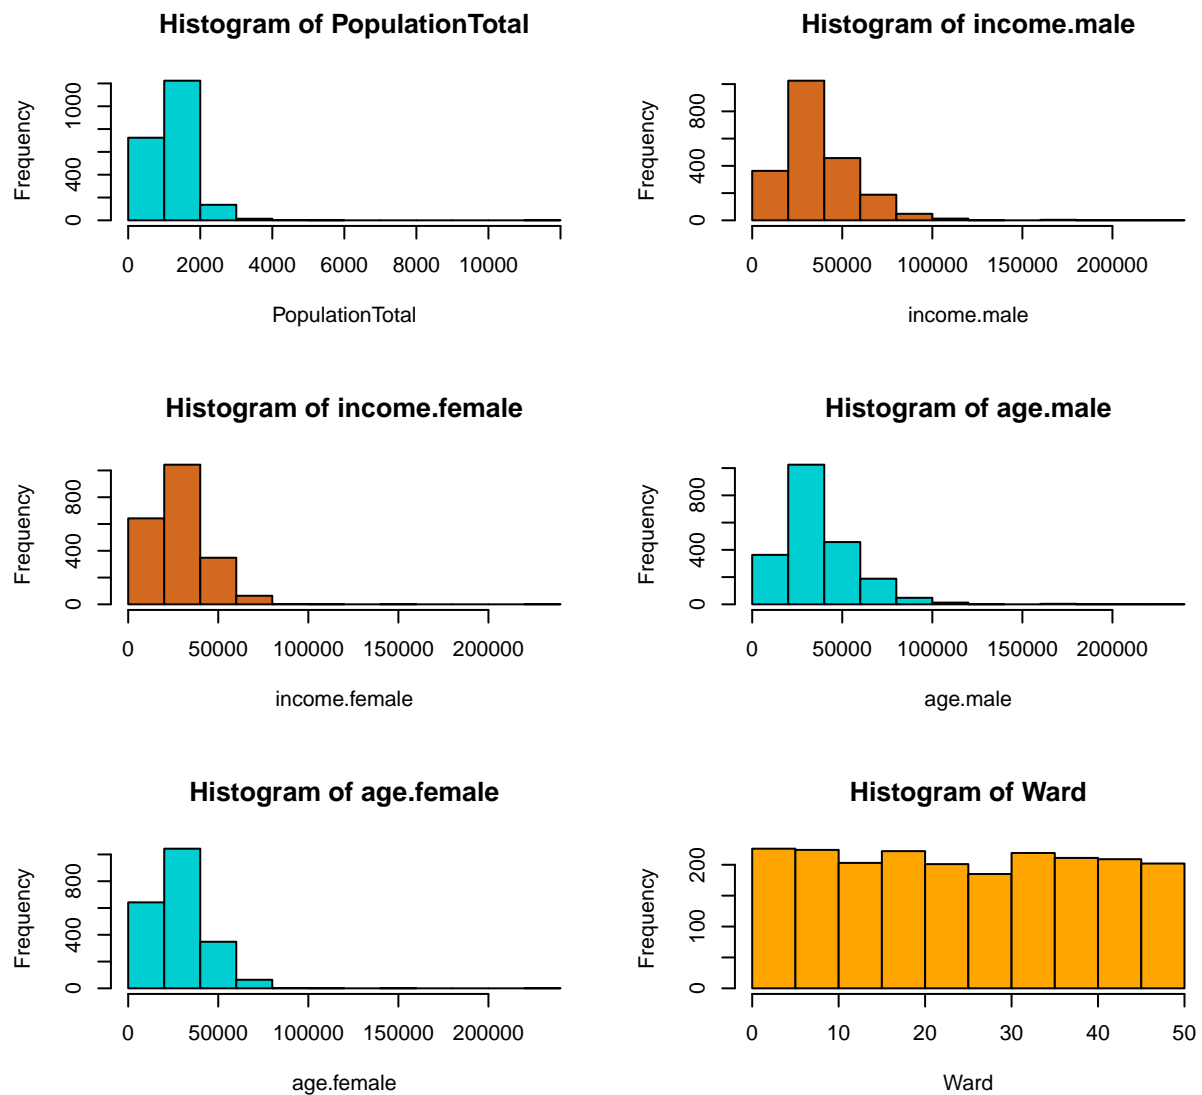 Histogram of PopulationTotal
Frequency
0 400 1000
0 2000 4000 6000 8000 10000
PopulationTotal
Histogram of income.male
Frequency
0 400 800
0 50000 100000 150000 200000
income.male
Histogram of income.female
Frequency
0 400 800
0 50000 100000 150000 200000
income.female
Histogram of age.male
Frequency
0 400 800
0 50000 100000 150000 200000
age.male
Histogram of age.female
Frequency
0 400 800
0 50000 100000 150000 200000
age.female
Histogram of Ward
Frequency
0 100 200
0 10 20 30 40 50
Ward